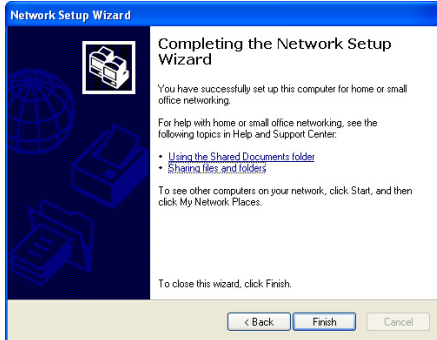 Network Setup Wizard
Completing the Network Setup
Wizard
You have successfully set up this computer for home or small
office networking.
For help with home or small office networking, see the
following topics in Help and Support Center:
• Using the Shared Documents folder
• Sharing files and folders
To see other computers on your network, click Start, and then
click My Network Places.
To close this wizard, click Finish.
< Back
Finish
Cancel